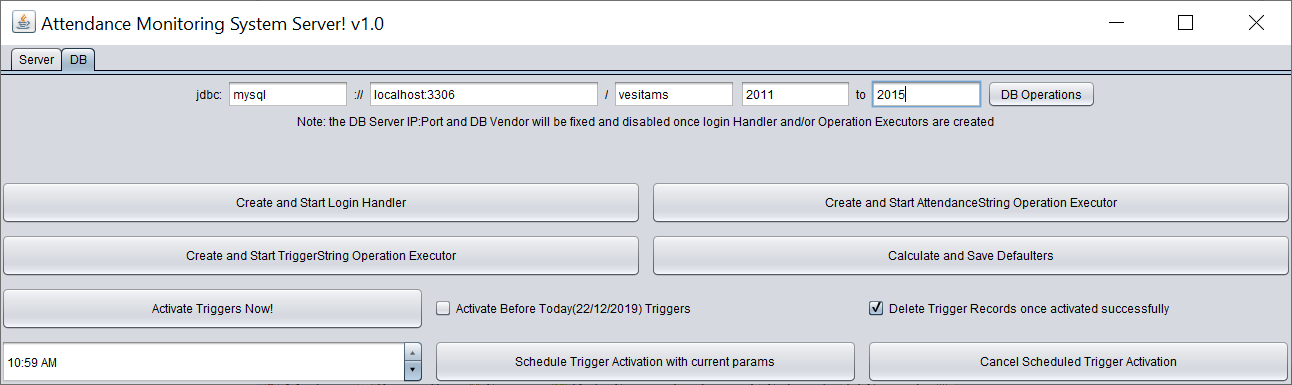 Attendance Monitoring System Server! v1.0
Server DB
jdbc: mysql :// localhost:3306 / vesitams 2011 to 2015 DB Operations
Note: the DB Server IP:Port and DB Vendor will be fixed and disabled once login Handler and/or Operation Executors are created
Create and Start Login Handler Create and Start AttendanceString Operation Executor
Create and Start TriggerString Operation Executor Calculate and Save Defaulters
Activate Triggers Now! Activate Before Today(22/12/2019) Triggers Delete Trigger Records once activated successfully
10:59 AM Schedule Trigger Activation with current params Cancel Scheduled Trigger Activation